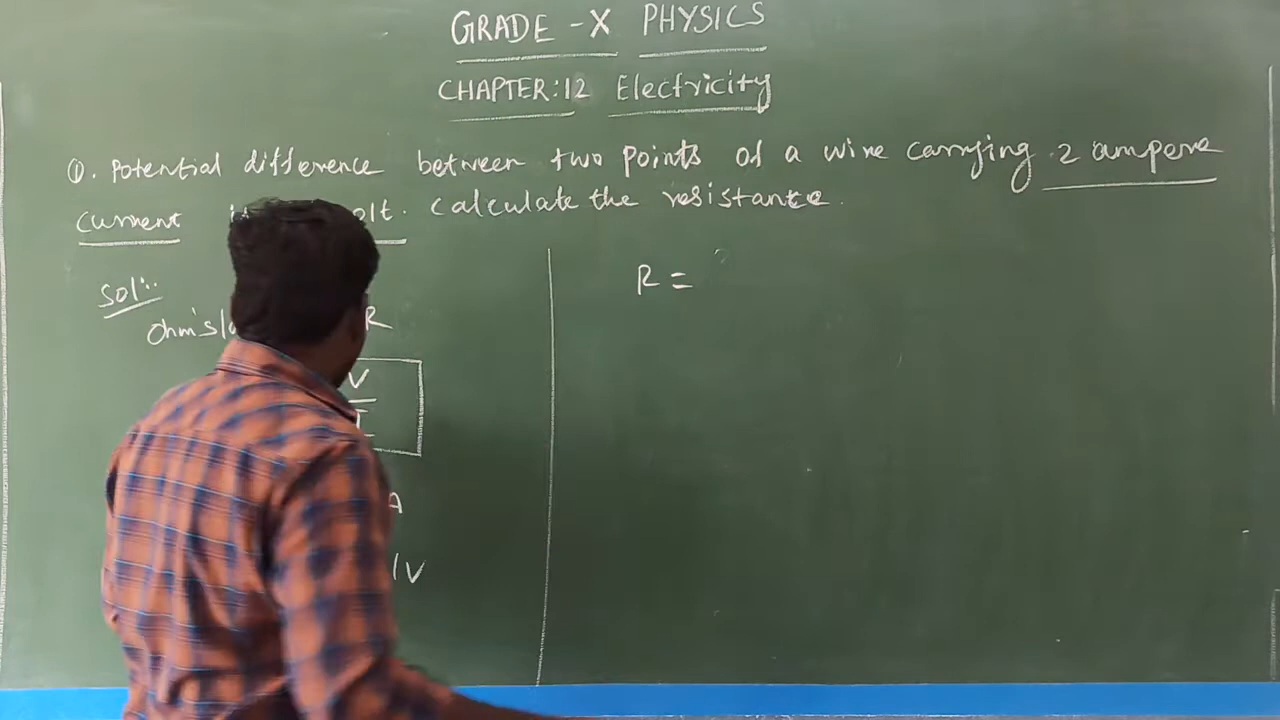 GRADE - X PHYSICS
CHAPTER: 12 Electricity
①. Potential difference between two points of a wire carrying 2 ampere
current olt. calculate the resistance.
Sol:-
Ohm's R
R =
V
A
1V